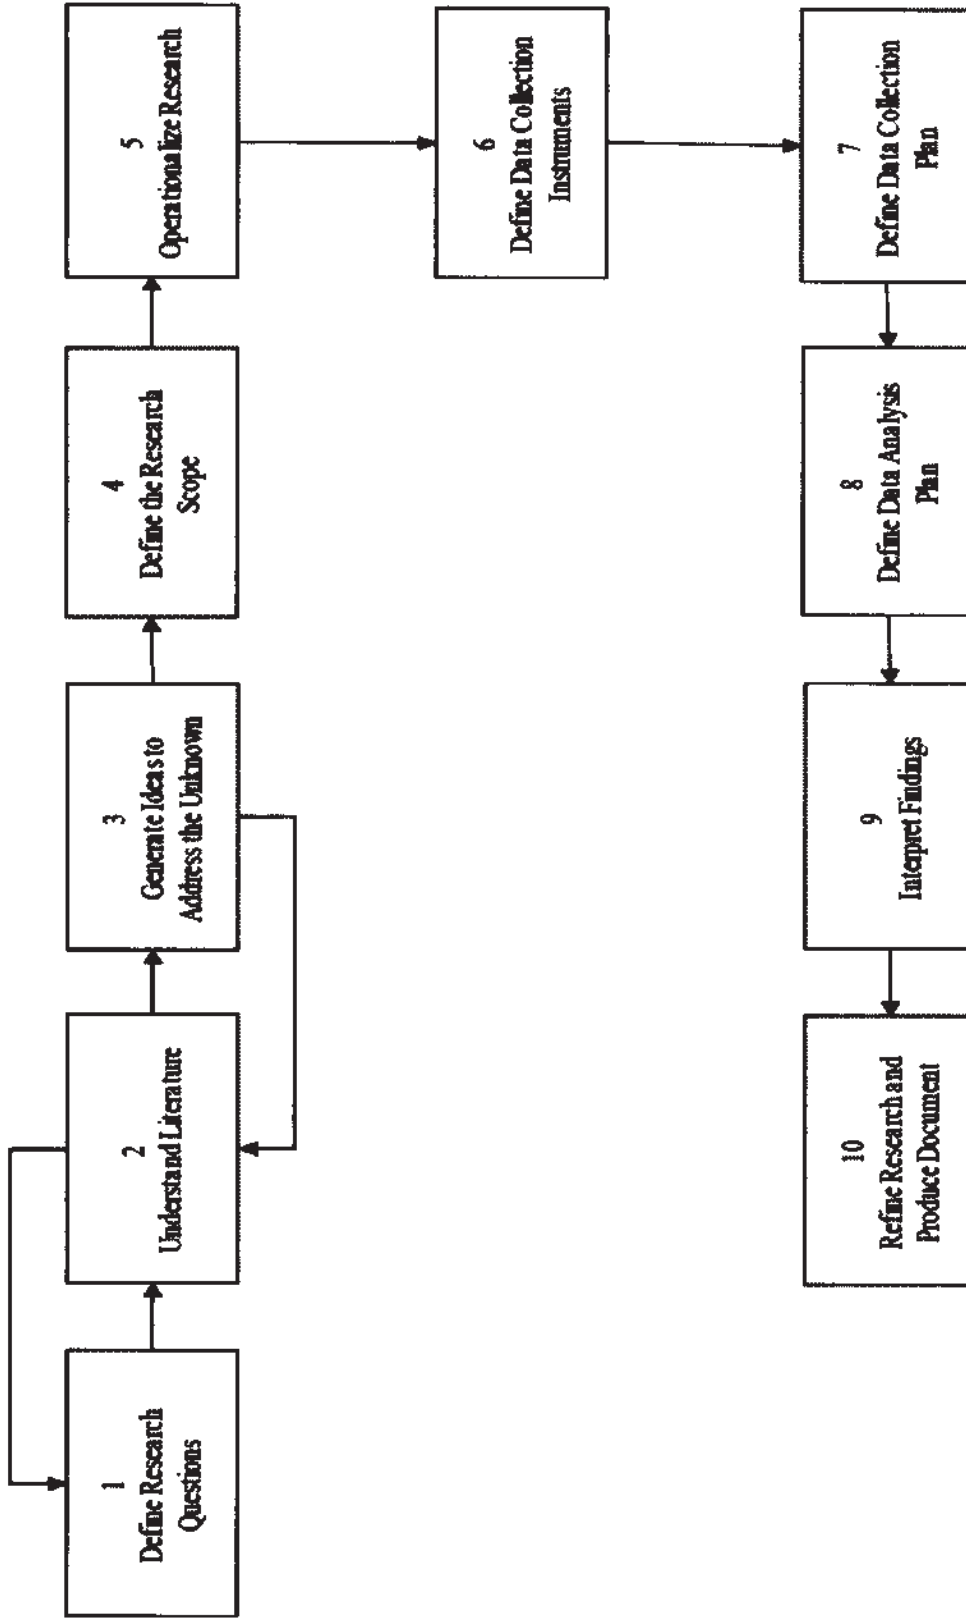 1
Define Research
Questions
2
Understand Literature
3
Generate Ideas to
Address the Unknown
4
Define the Research
Scope
5
Operationalize Research
6
Define Data Collection
Instruments
7
Define Data Collection
Plan
8
Define Data Analysis
Plan
9
Interpret Findings
10
Refine Research and
Produce Document